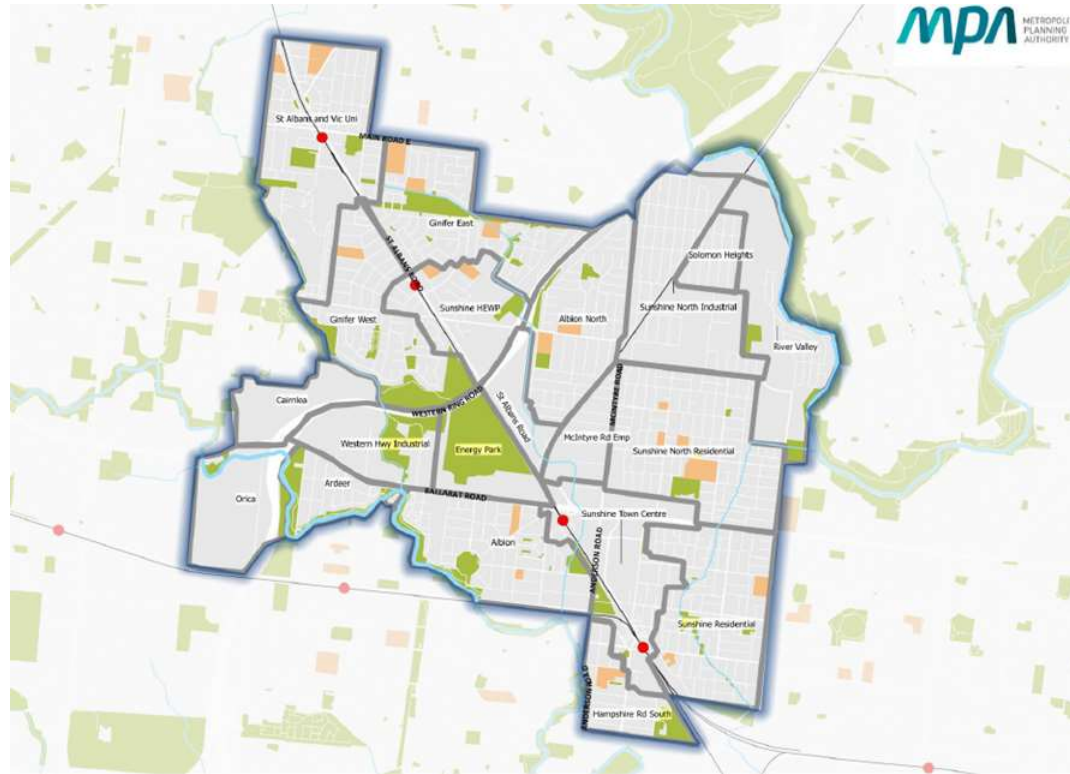 MPA
METROPOLE
PLANNING
AUTHORITY
St Albans and Vic Uni
MAIN ROAD E
Ginifer East
ST ALBANS ROAD
Solomon Heights
Sunshine HEWP
Sunshine North Industrial
Ginifer West
Albion North
River Valley
Cairnlea
WESTERN RING ROAD
St Albans Road
MCINTYRE ROAD
Western Hwy Industrial
Energy Park
McIntyre Rd Emp
Sunshine North Residential
Orica
Ardeer
BALLARAT ROAD
Sunshine Town Centre
Albion
ANDERSON ROAD
Sunshine Residential
ANDERSON ROAD
Hampshire Rd South